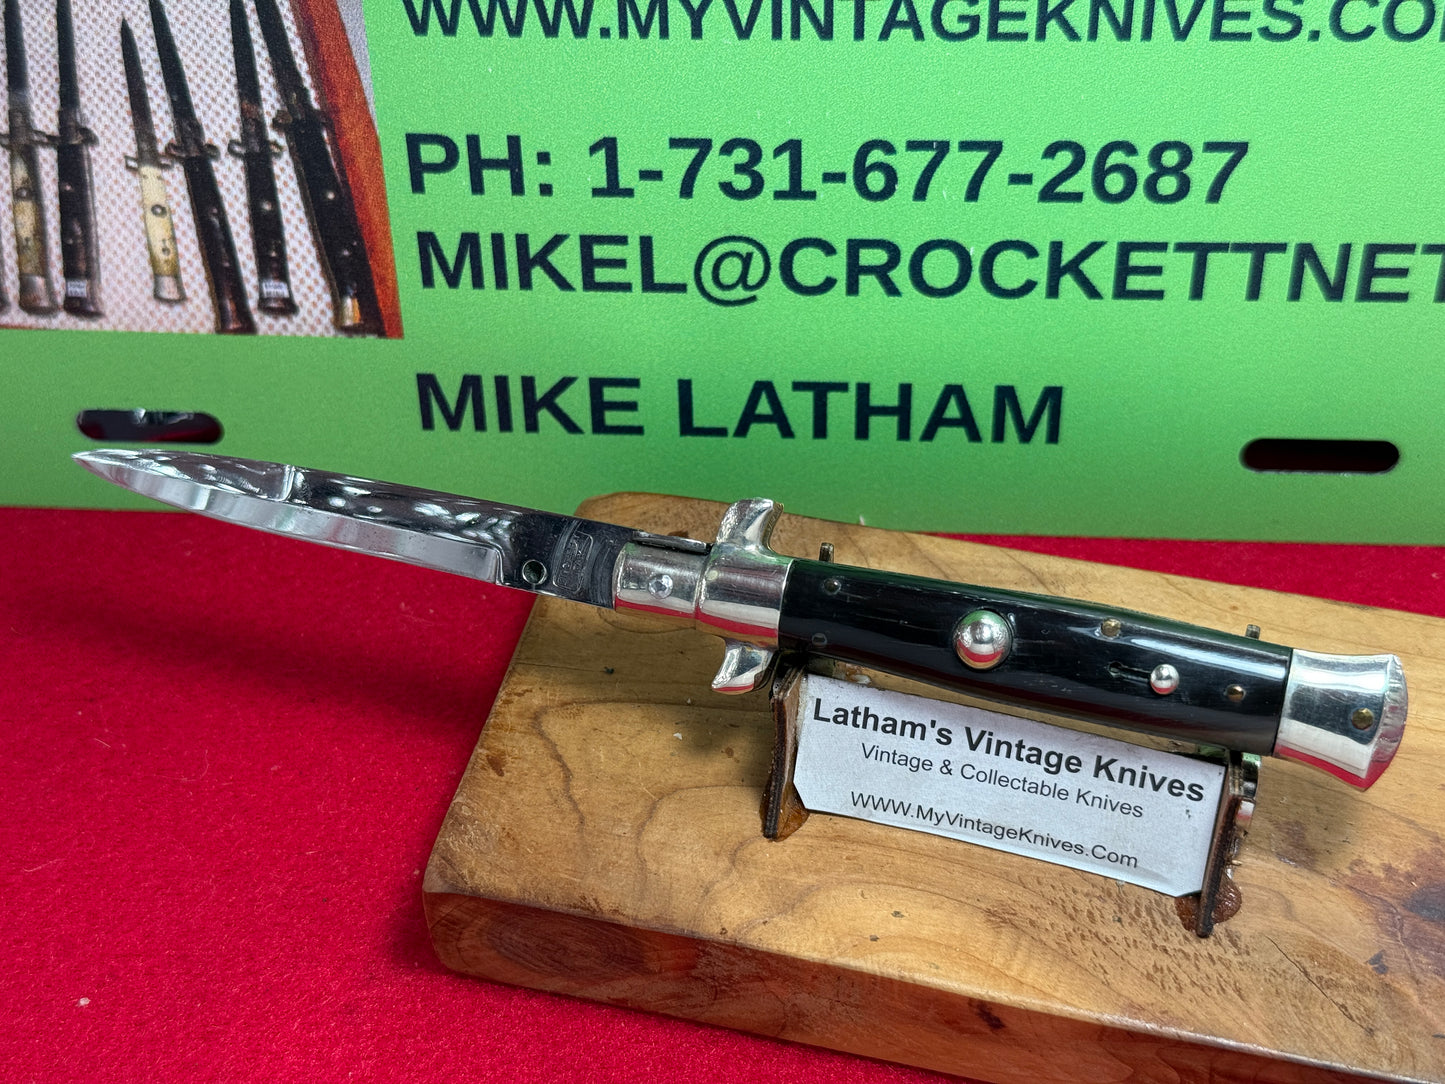 WWW.MYVINTAGEKNIVES.CO
PH: 1-731-677-2687
MIKEL@CROCKETTNET
MIKE LATHAM
Latham's Vintage Knives
Vintage & Collectable Knives
WWW.MyVintageKnives.Com